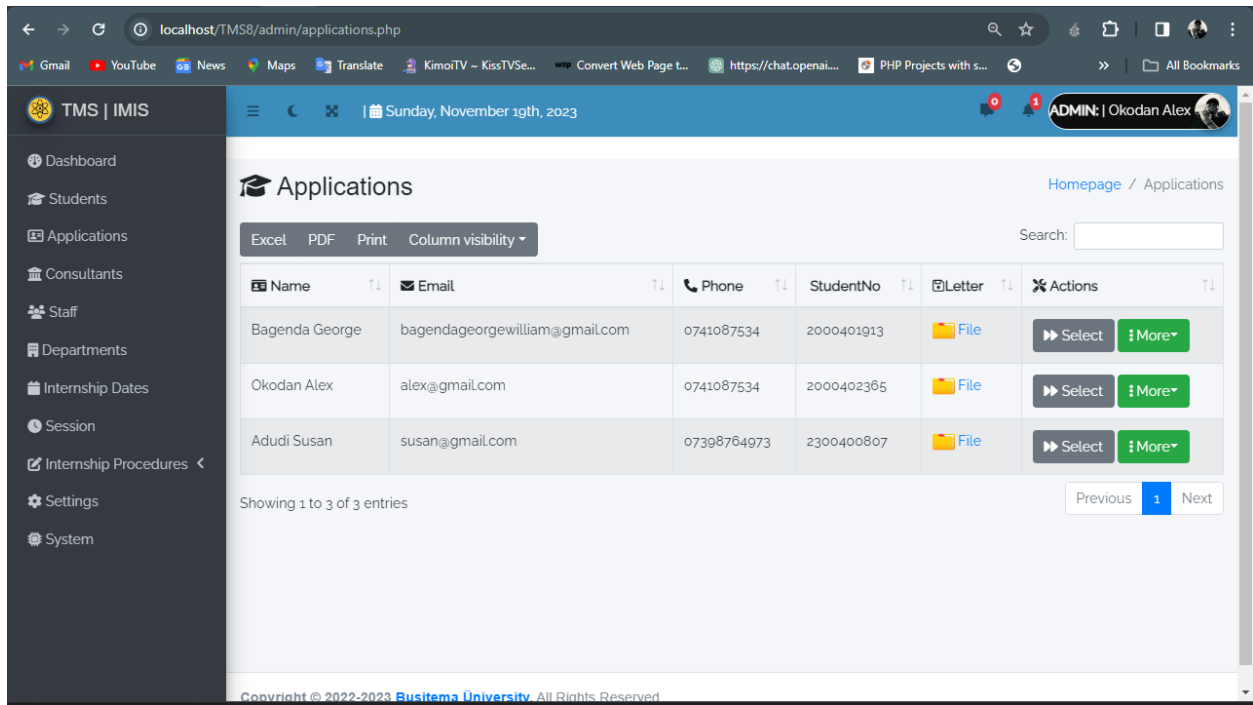 localhost/TMS8/admin/applications.php
Gmail YouTube News Maps Translate KimoiTV ~ KissTVSe... Convert Web Page t... https://chat.openai.... PHP Projects with s... » All Bookmarks
TMS | IMIS
| Sunday, November 19th, 2023
0
1
ADMIN: | Okodan Alex
Dashboard
Students
Applications
Consultants
Staff
Departments
Internship Dates
Session
Internship Procedures
Settings
System
Applications
Homepage / Applications
Excel PDF Print Column visibility
Search:
Name Email Phone StudentNo Letter Actions
Bagenda George bagendageorgewilliam@gmail.com 0741087534 2000401913 File Select More
Okodan Alex alex@gmail.com 0741087534 2000402365 File Select More
Adudi Susan susan@gmail.com 07398764973 2300400807 File Select More
Showing 1 to 3 of 3 entries
Previous 1 Next
Copyright © 2022-2023 Busitema Üniversity. All Rights Reserved